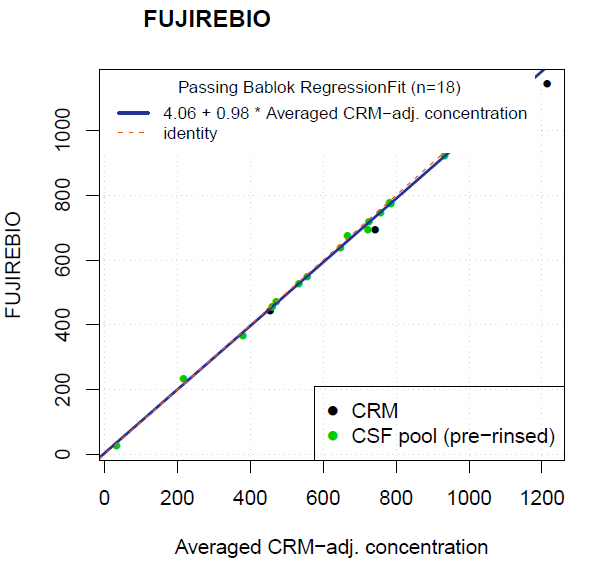 FUJIREBIO
Passing Bablok RegressionFit (n=18)
4.06 + 0.98 * Averaged CRM−adj. concentration
identity
FUJIREBIO
1000
800
600
400
200
0
CRM
CSF pool (pre−rinsed)
0 200 400 600 800 1000 1200
Averaged CRM−adj. concentration